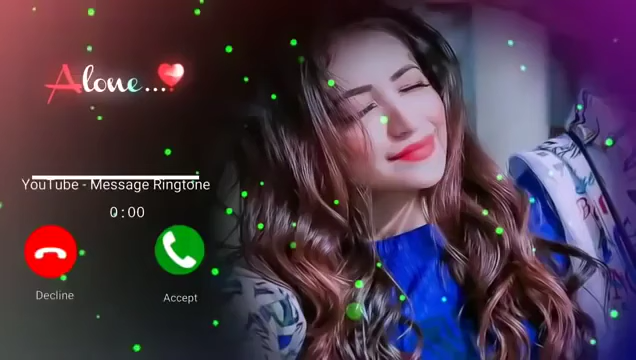 Alone....
YouTube - Message Ringtone
0:00
Decline
Accept